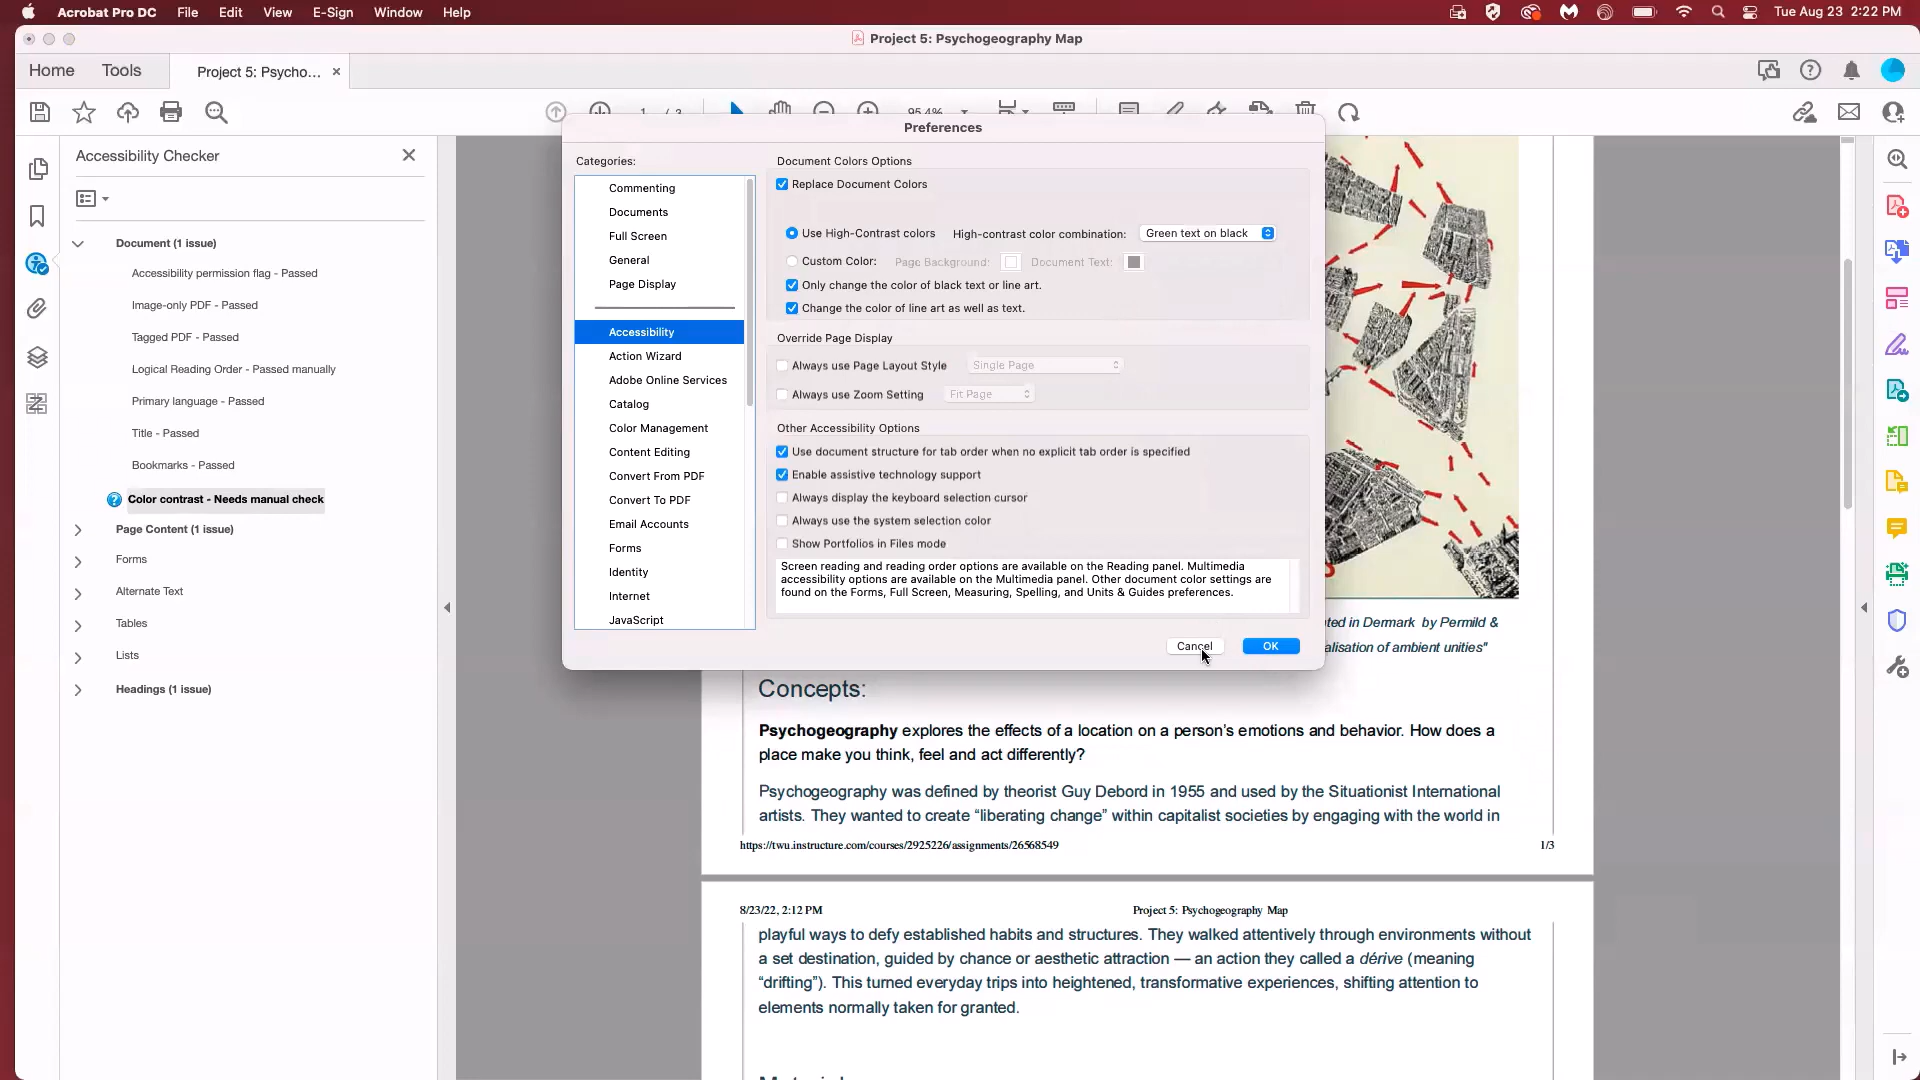 Acrobat Pro DC File Edit View E-Sign Window Help
Tue Aug 23 2:22 PM
Project 5: Psychogeography Map
Home Tools Project 5: Psycho... ×
1 / 3 95.4%
Accessibility Checker
Document (1 issue)
Accessibility permission flag - Passed
Image-only PDF - Passed
Tagged PDF - Passed
Logical Reading Order - Passed manually
Primary language - Passed
Title - Passed
Bookmarks - Passed
Color contrast - Needs manual check
Page Content (1 issue)
Forms
Alternate Text
Tables
Lists
Headings (1 issue)
Preferences
Categories:
Commenting
Documents
Full Screen
General
Page Display
Accessibility
Action Wizard
Adobe Online Services
Catalog
Color Management
Content Editing
Convert From PDF
Convert To PDF
Email Accounts
Forms
Identity
Internet
JavaScript
Document Colors Options
Replace Document Colors
Use High-Contrast colors High-contrast color combination: Green text on black
Custom Color: Page Background: Document Text:
Only change the color of black text or line art.
Change the color of line art as well as text.
Override Page Display
Always use Page Layout Style Single Page
Always use Zoom Setting Fit Page
Other Accessibility Options
Use document structure for tab order when no explicit tab order is specified
Enable assistive technology support
Always display the keyboard selection cursor
Always use the system selection color
Show Portfolios in Files mode
Screen reading and reading order options are available on the Reading panel. Multimedia
accessibility options are available on the Multimedia panel. Other document color settings are
found on the Forms, Full Screen, Measuring, Spelling, and Units & Guides preferences.
Cancel OK
ted in Dermark by Permild &
alisation of ambient unities"
Concepts:
Psychogeography explores the effects of a location on a person's emotions and behavior. How does a
place make you think, feel and act differently?
Psychogeography was defined by theorist Guy Debord in 1955 and used by the Situationist International
artists. They wanted to create “liberating change” within capitalist societies by engaging with the world in
https://twu.instructure.com/courses/2925226/assignments/26568549 1/3
8/23/22, 2:12 PM Project 5: Psychogeography Map
playful ways to defy established habits and structures. They walked attentively through environments without
a set destination, guided by chance or aesthetic attraction — an action they called a dérive (meaning
“drifting”). This turned everyday trips into heightened, transformative experiences, shifting attention to
elements normally taken for granted.